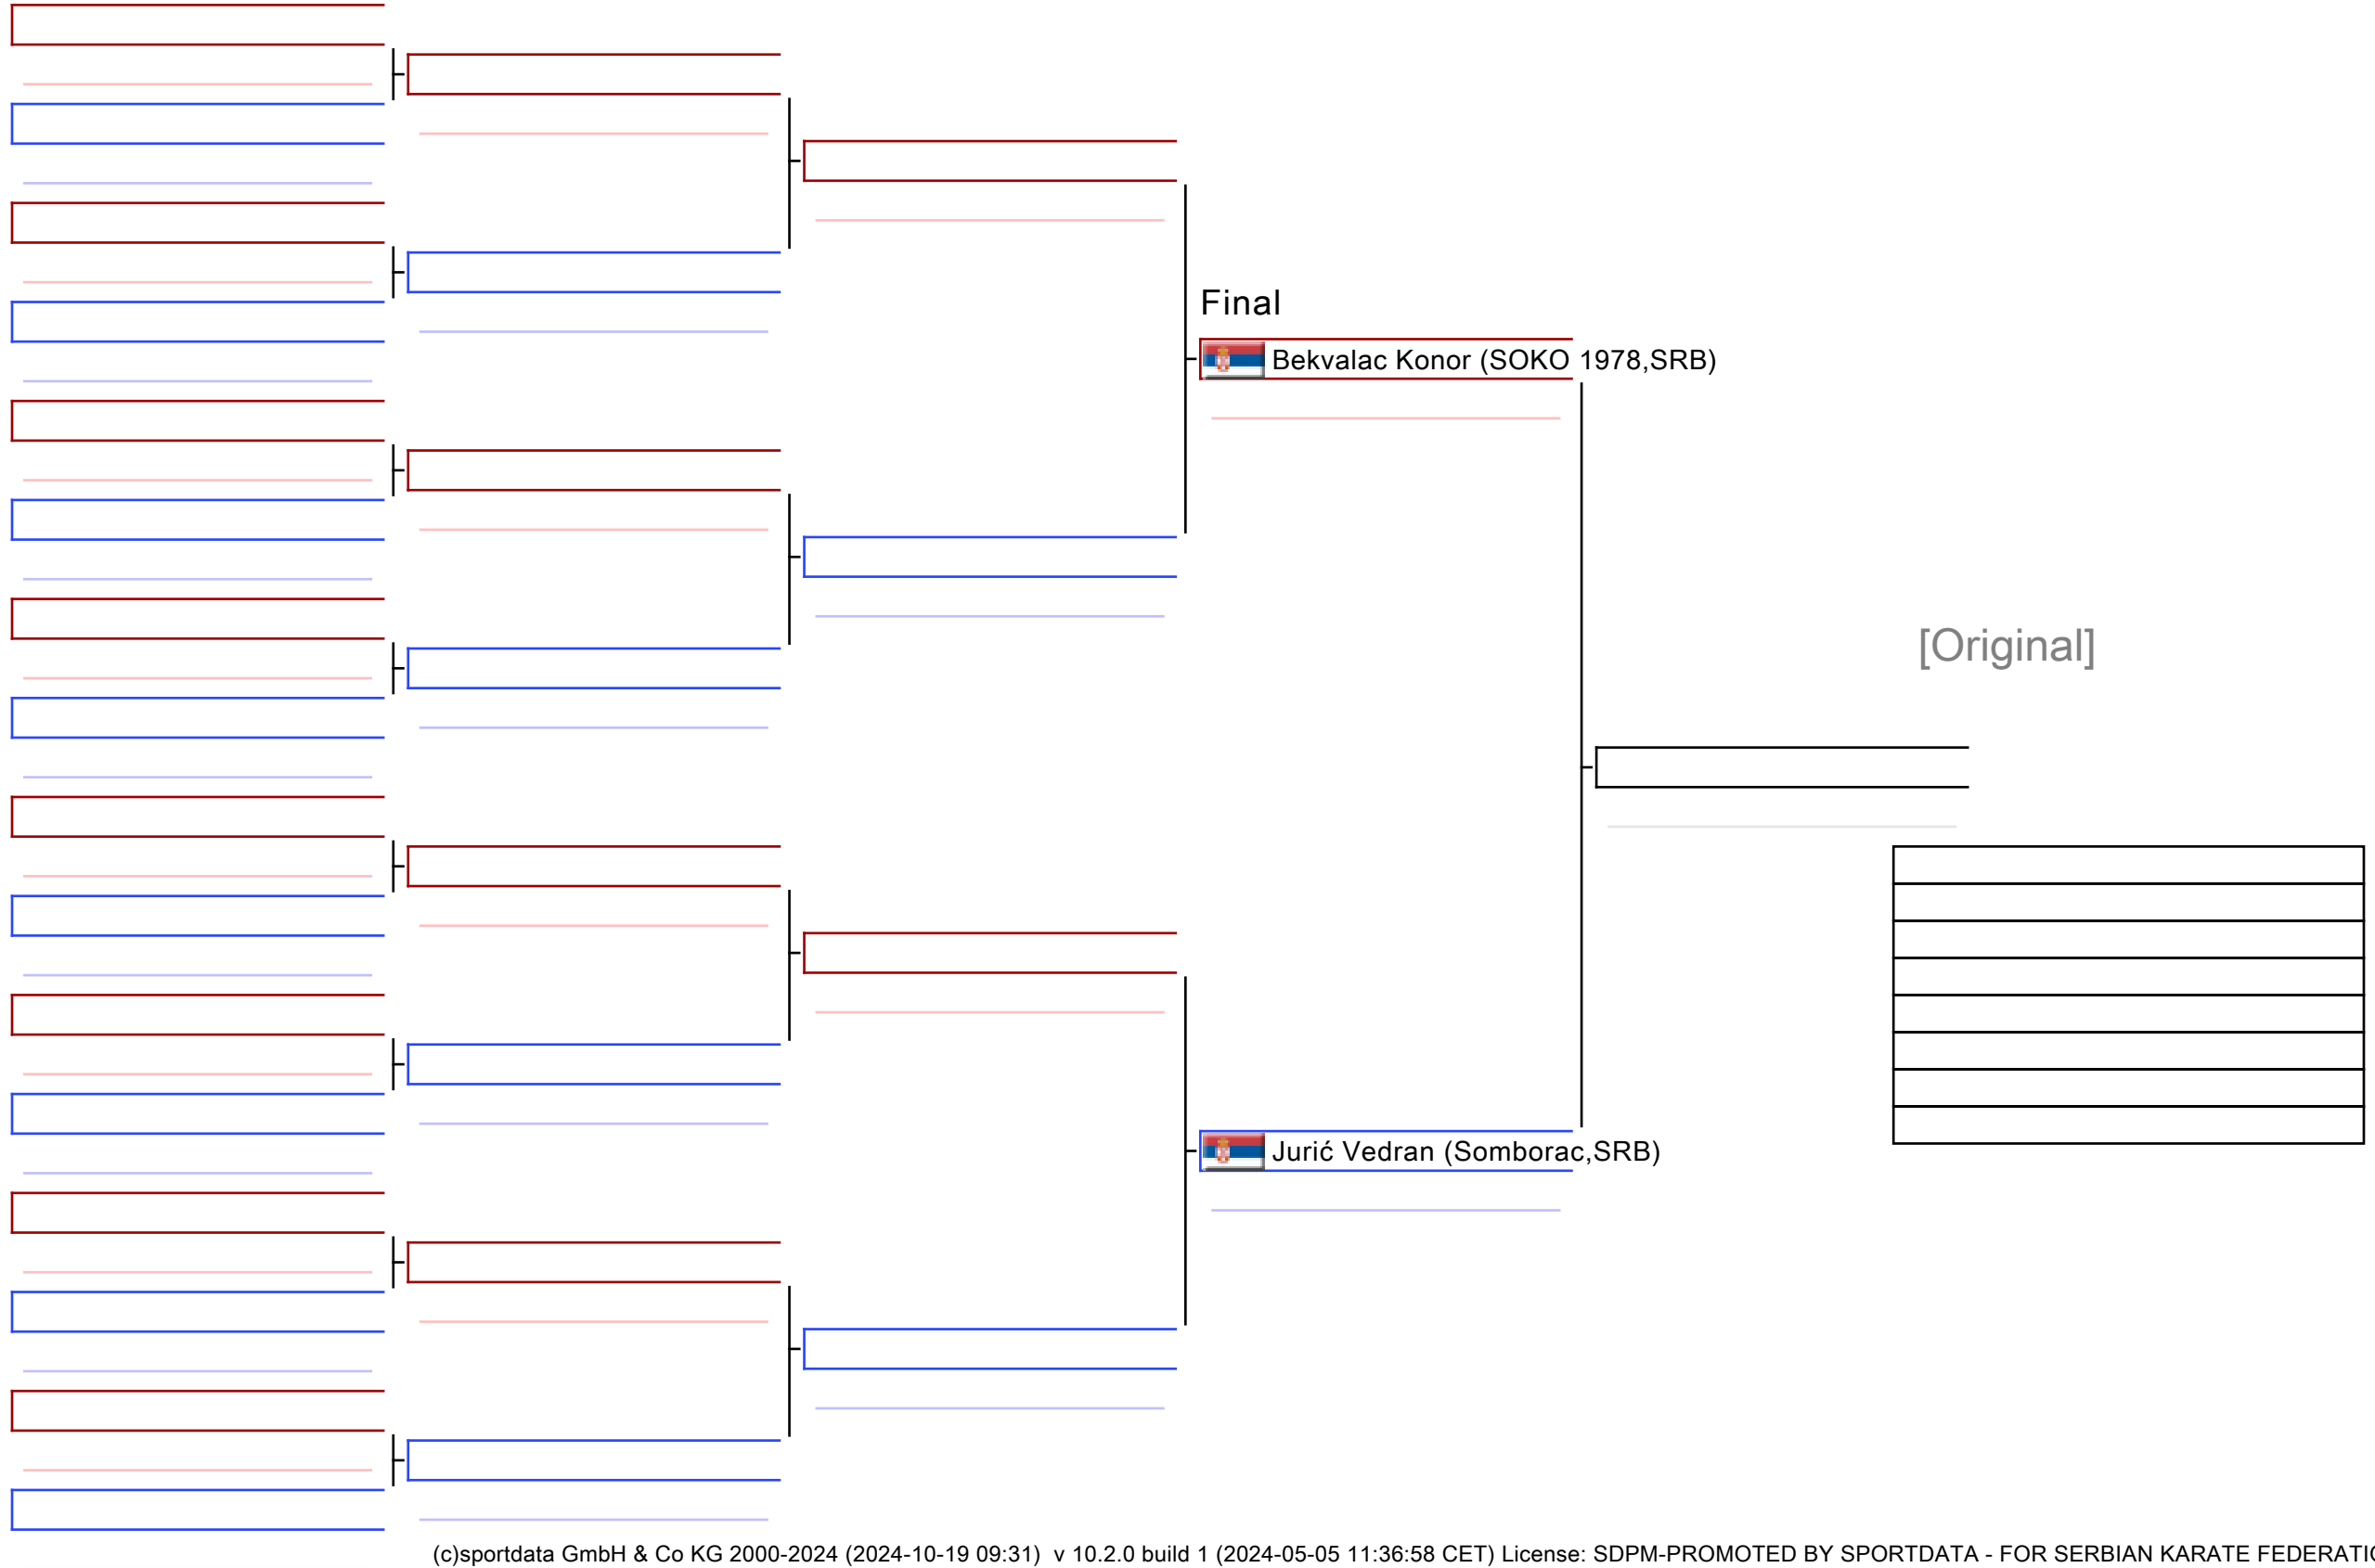 Final
Bekvalac Konor (SOKO 1978,SRB)
[Original]
Jurić Vedran (Somborac,SRB)
(c)sportdata GmbH & Co KG 2000-2024 (2024-10-19 09:31) v 10.2.0 build 1 (2024-05-05 11:36:58 CET) License: SDPM-PROMOTED BY SPORTDATA - FOR SERBIAN KARATE FEDERATI